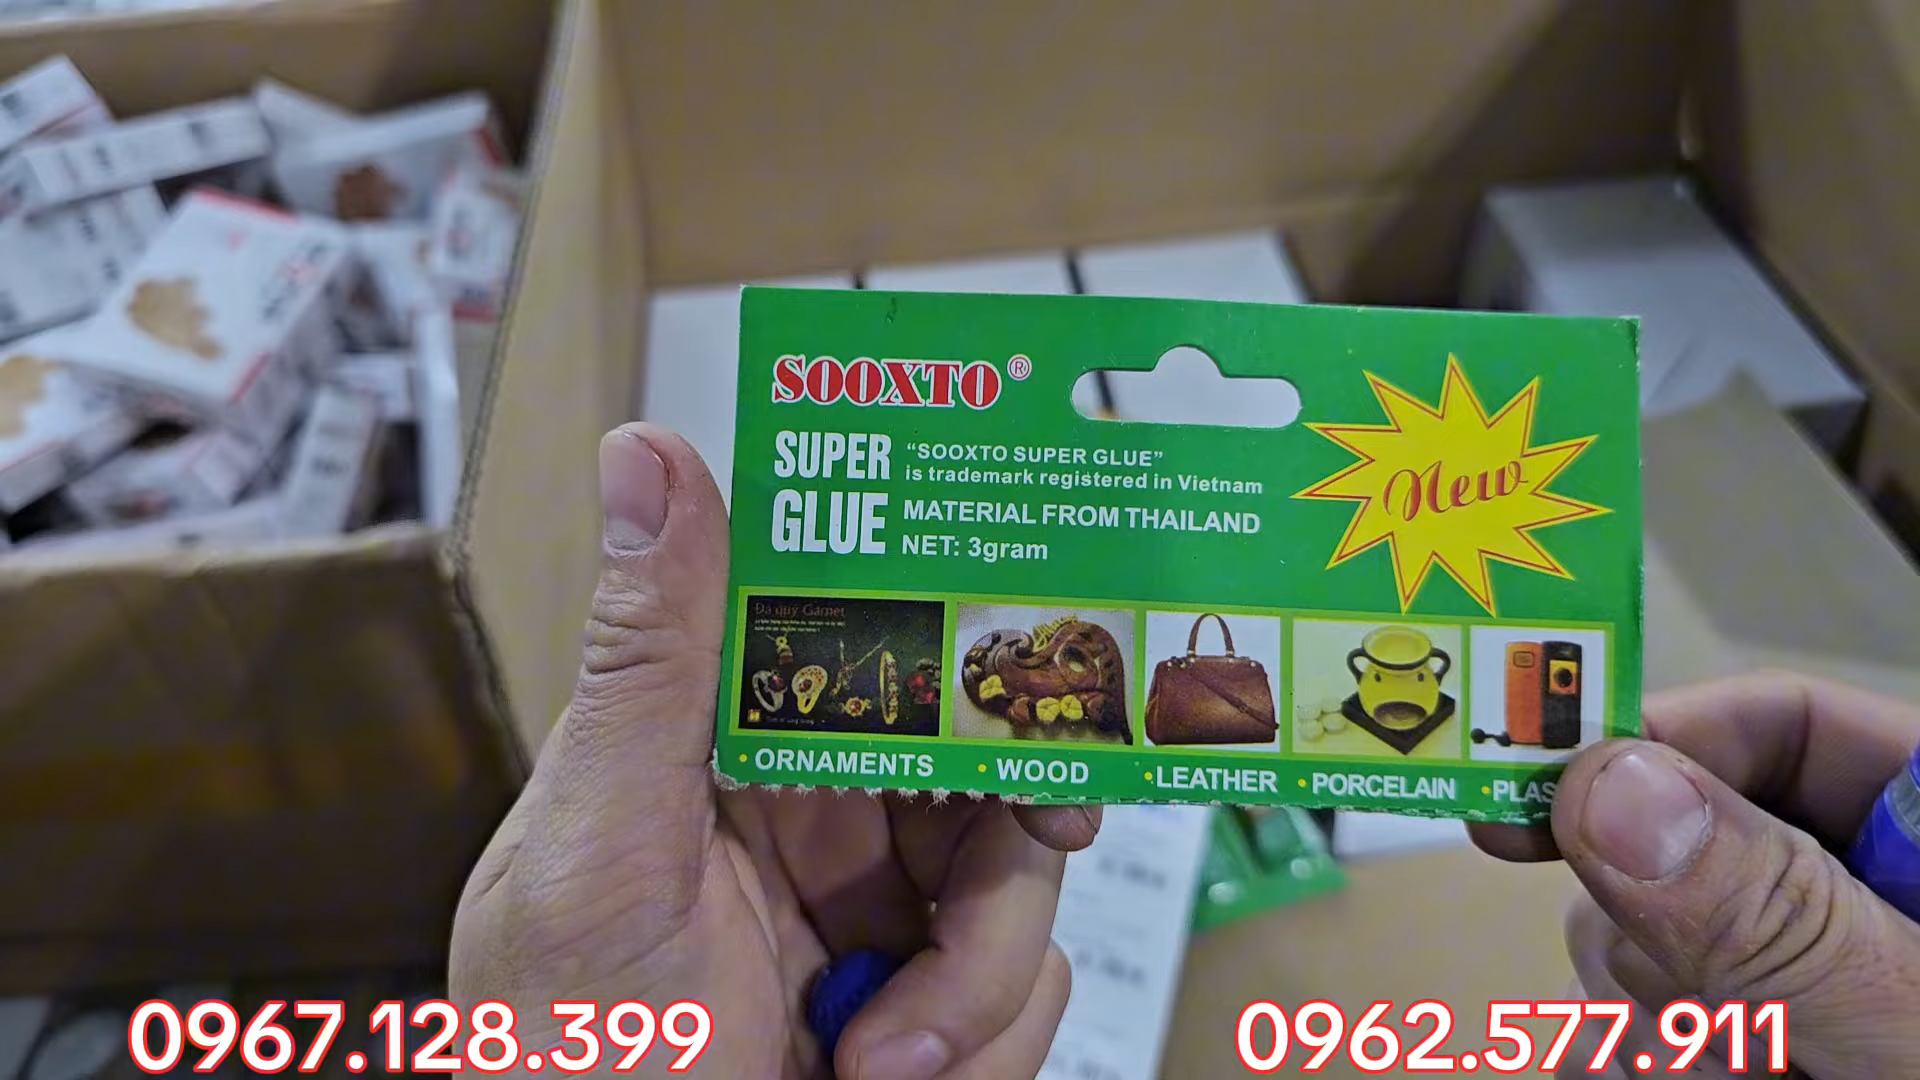 SOOXTO®
SUPER
GLUE
"SOOXTO SUPER GLUE"
is trademark registered in Vietnam
MATERIAL FROM THAILAND
NET: 3gram
New
Đá quý Garnet
• ORNAMENTS
• WOOD
• LEATHER
• PORCELAIN
• PLAS
0967.128.399
0962.577.911